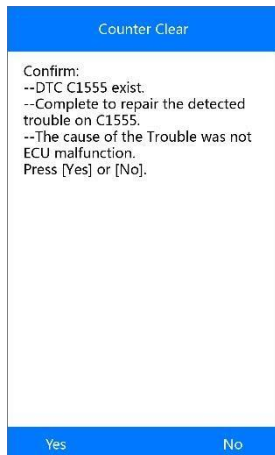 Counter Clear
Confirm:
--DTC C1555 exist.
--Complete to repair the detected
trouble on C1555.
--The cause of the Trouble was not
ECU malfunction.
Press [Yes] or [No].
Yes
No